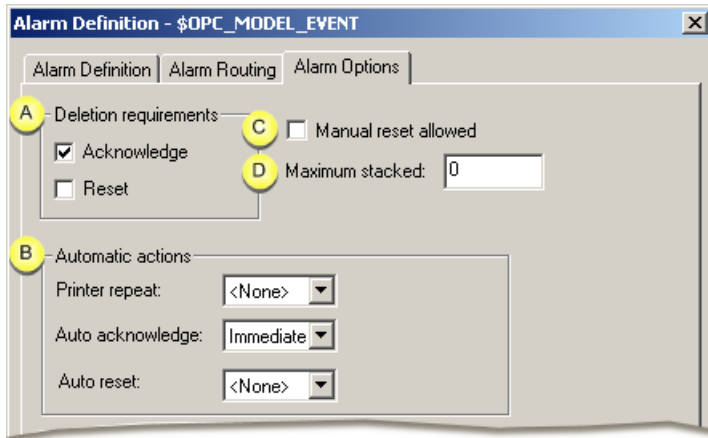 Alarm Definition - $OPC_MODEL_EVENT
Alarm Definition Alarm Routing Alarm Options
A Deletion requirements
Acknowledge
Reset
C Manual reset allowed
D Maximum stacked: 0
B Automatic actions
Printer repeat: <None>
Auto acknowledge: Immediate
Auto reset: <None>